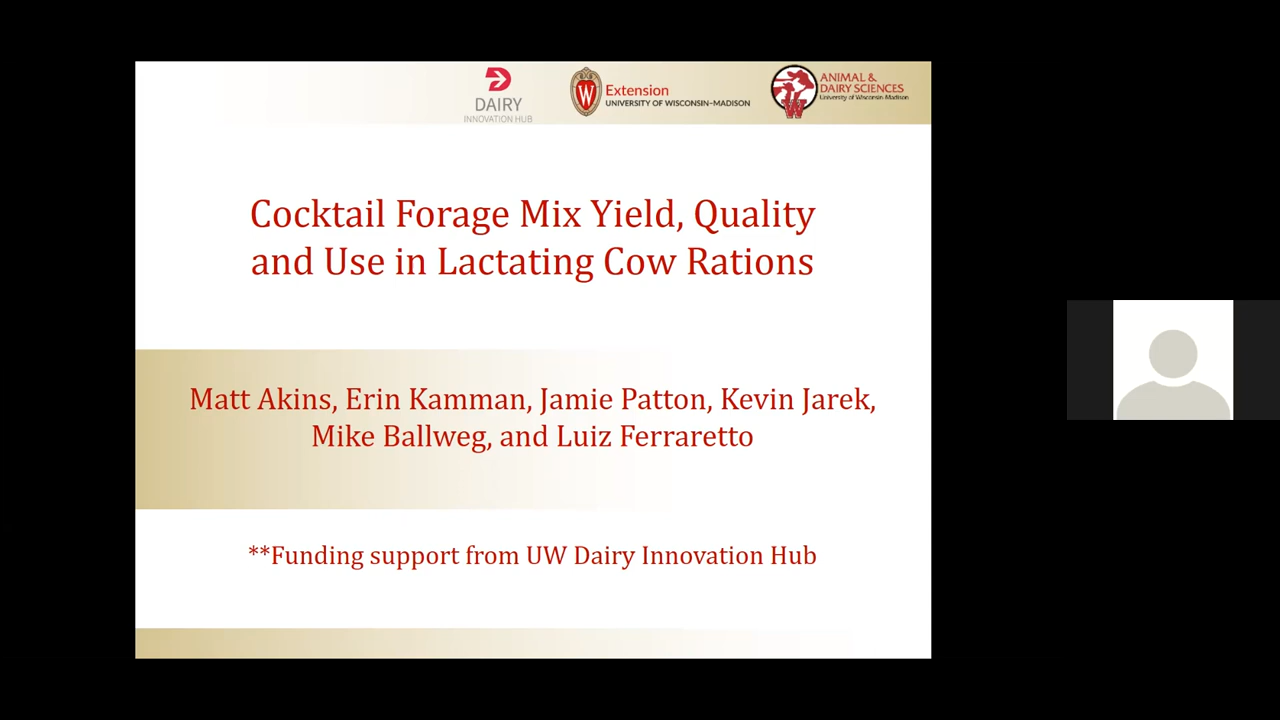 DAIRY
INNOVATION HUB
W
Extension
UNIVERSITY OF WISCONSIN–MADISON
W
ANIMAL &
DAIRY SCIENCES
University of Wisconsin-Madison
Cocktail Forage Mix Yield, Quality
and Use in Lactating Cow Rations
Matt Akins, Erin Kamman, Jamie Patton, Kevin Jarek,
Mike Ballweg, and Luiz Ferraretto
**Funding support from UW Dairy Innovation Hub